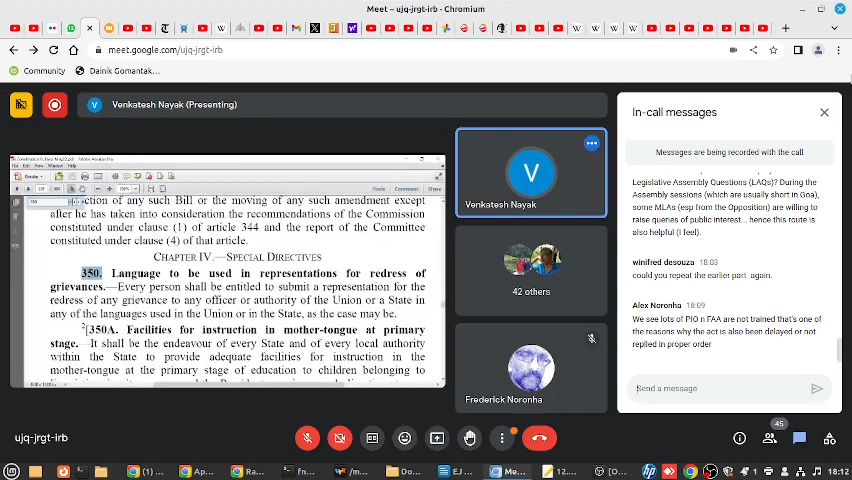 Meet – ujq-jrgt-irb - Chromium
meet.google.com/ujq-jrgt-irb
Community
Dainik Gomantak...
Venkatesh Nayak (Presenting)
Tools
Comments
ction of any such Bill or the moving of any such amendment except
after he has taken into consideration the recommendations of the Commission
constituted under clause (1) of article 344 and the report of the Committee
constituted under clause (4) of that article.
CHAPTER IV.—SPECIAL DIRECTIVES
350. Language to be used in representations for redress of
grievances.—Every person shall be entitled to submit a representation for the
redress of any grievance to any officer or authority of the Union or a State in
any of the languages used in the Union or in the State, as the case may be.
2[350A. Facilities for instruction in mother-tongue at primary
stage.—It shall be the endeavour of every State and of every local authority
within the State to provide adequate facilities for instruction in the
mother-tongue at the primary stage of education to children belonging to
V
Venkatesh Nayak
42 others
Frederick Noronha
In-call messages
Messages are being recorded with the call
Legislative Assembly Questions (LAQs)? During the
Assembly sessions (which are usually short in Goa),
some MLAs (esp from the Opposition) are willing to
raise queries of public interest... hence this route is
also helpful (I feel).
winifred desouza 18:03
could you repeat the earlier part again.
Alex Noronha 18:09
We see lots of PIO n FAA are not trained that's one of
the reasons why the act is also been delayed or not
replied in proper order
Send a message
ujq-jrgt-irb
45
(1) ...
Ap...
Ra...
Fn...
/m...
Do...
EJ ...
Me...
12....
[O...
18:12